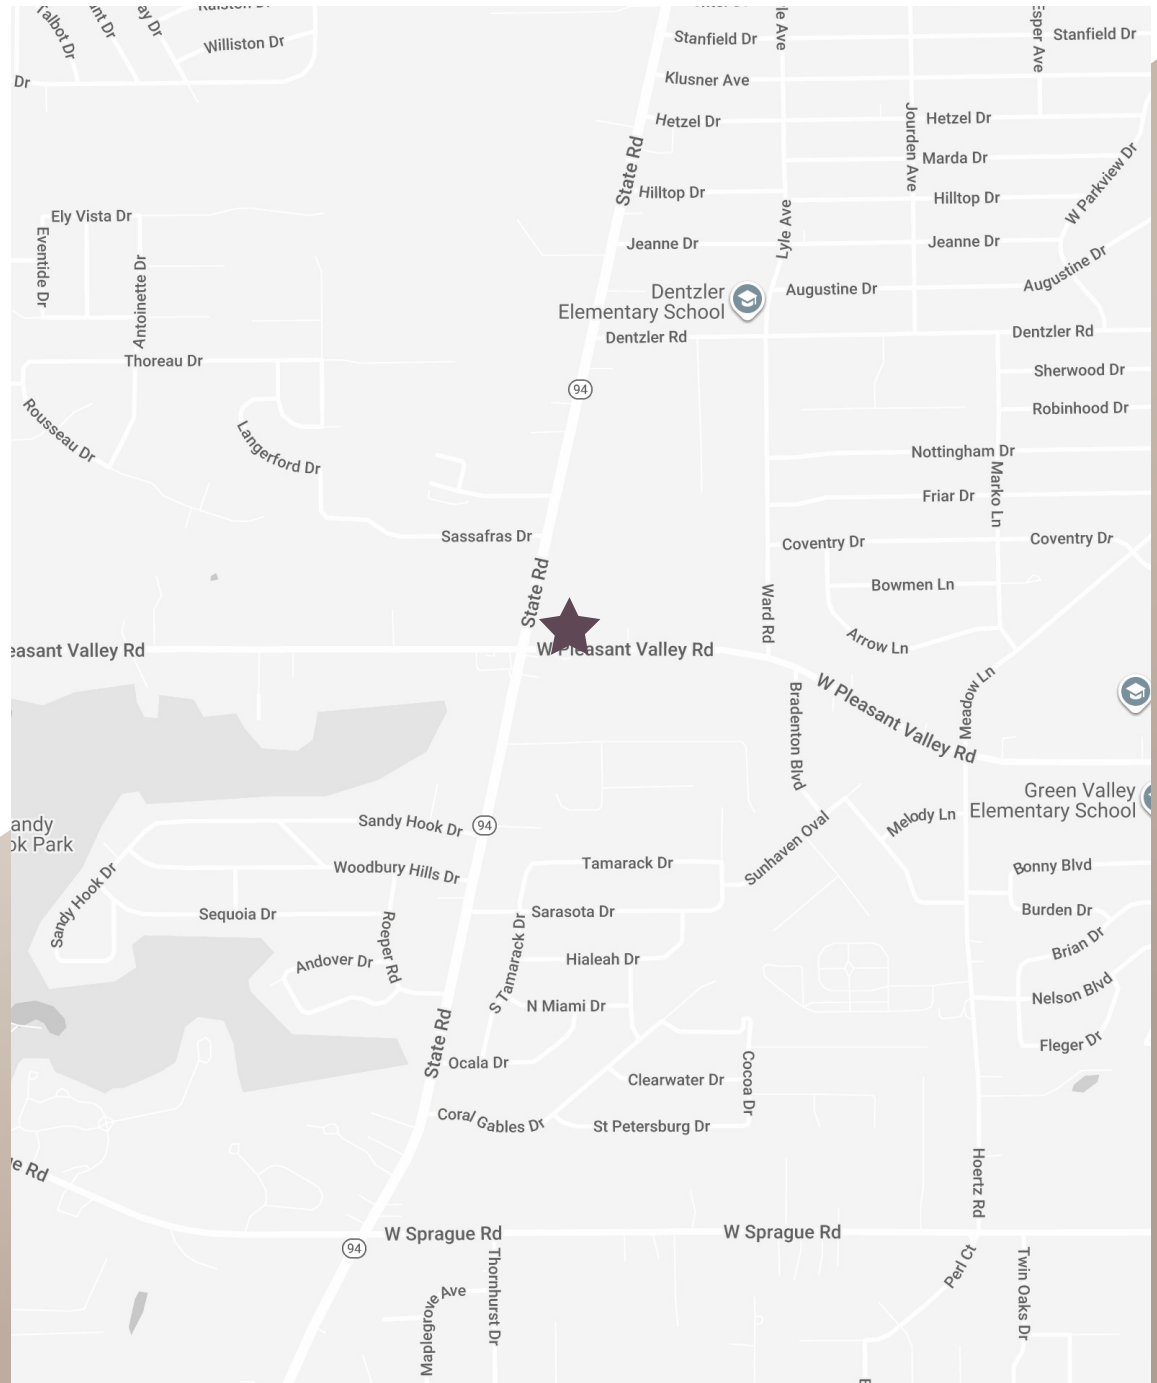 Talbot Dr
Williston Dr
Dr
Stanfield Dr
Stanfield Dr
Klusner Ave
Hetzel Dr
Hetzel Dr
Jourden Ave
Marda Dr
State Rd
Hilltop Dr
Hilltop Dr
W Parkview Dr
Ely Vista Dr
Eventide Dr
Antoinette Dr
Lyle Ave
Jeanne Dr
Jeanne Dr
Augustine Dr
Augustine Dr
Dentzler
Elementary School
Dentzler Rd
Dentzler Rd
Thoreau Dr
Sherwood Dr
94
Robinhood Dr
Rousseau Dr
Langerford Dr
Nottingham Dr
Marko Ln
Friar Dr
Sassafras Dr
Coventry Dr
Coventry Dr
State Rd
Bowmen Ln
Ward Rd
Arrow Ln
easant Valley Rd
W Pleasant Valley Rd
W Pleasant Valley Rd
Meadow Ln
Bradenton Blvd
Green Valley
Elementary School
andy
ok Park
Sandy Hook Dr
94
Melody Ln
Sunhaven Oval
Woodbury Hills Dr
Tamarack Dr
Bonny Blvd
Sandy Hook Dr
Sequoia Dr
Sarasota Dr
Burden Dr
Roeper Rd
Andover Dr
S Tamarack Dr
Hialeah Dr
Brian Dr
N Miami Dr
Nelson Blvd
State Rd
Ocala Dr
Fleger Dr
Clearwater Dr
Cocoa Dr
Coral Gables Dr
St Petersburg Dr
Hoertz Rd
ue Rd
W Sprague Rd
W Sprague Rd
94
Perl Ct
Thornhurst Dr
Twin Oaks Dr
Maplegrove Ave